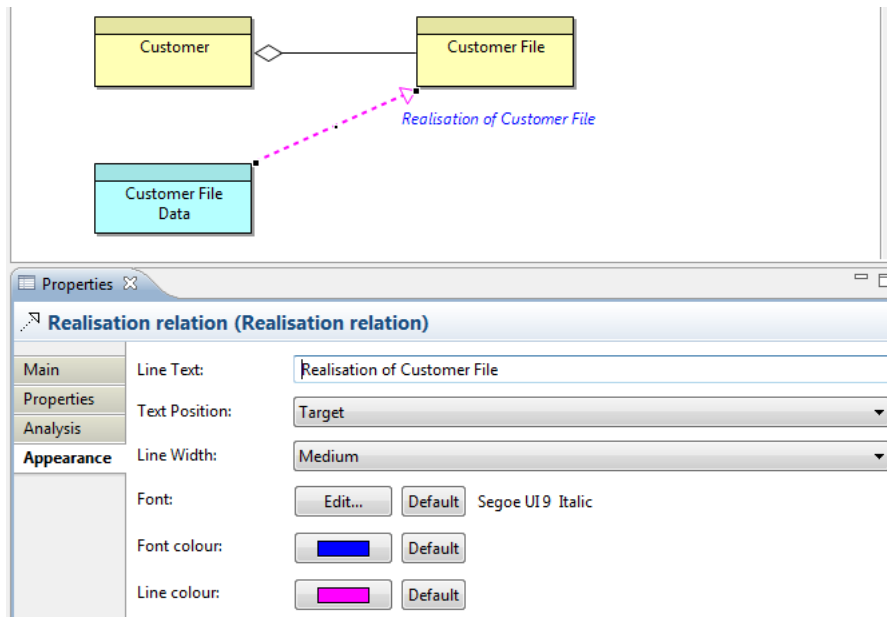 Customer
Customer File
Realisation of Customer File
Customer File
Data
Properties
Realisation relation (Realisation relation)
Main
Properties
Analysis
Appearance
Line Text:
Realisation of Customer File
Text Position:
Target
Line Width:
Medium
Font:
Edit...
Default
Segoe UI 9 Italic
Font colour:
Default
Line colour:
Default